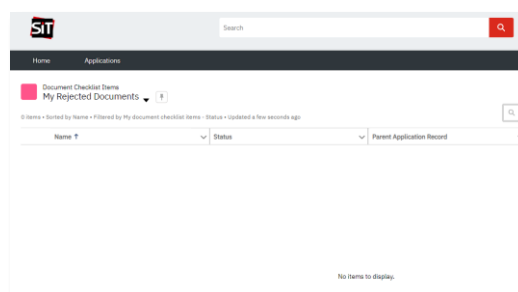 SiT
Search
Home Applications
Document Checklist Items
My Rejected Documents
0 items • Sorted by Name • Filtered by My document checklist items - Status • Updated a few seconds ago
Name ↑ Status Parent Application Record
No items to display.